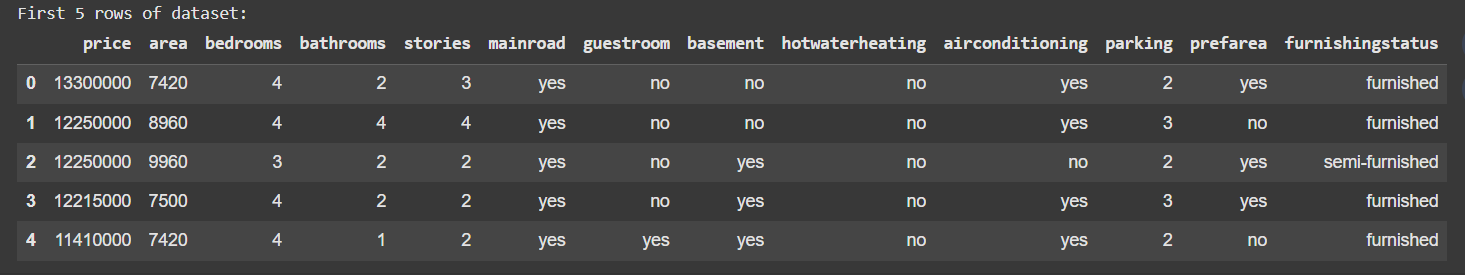 First 5 rows of dataset:
price area bedrooms bathrooms stories mainroad guestroom basement hotwaterheating airconditioning parking prefarea furnishingstatus
0 13300000 7420 4 2 3 yes no no no yes 2 yes furnished
1 12250000 8960 4 4 4 yes no no no yes 3 no furnished
2 12250000 9960 3 2 2 yes no yes no no 2 yes semi-furnished
3 12215000 7500 4 2 2 yes no yes no yes 3 yes furnished
4 11410000 7420 4 1 2 yes yes yes no yes 2 no furnished